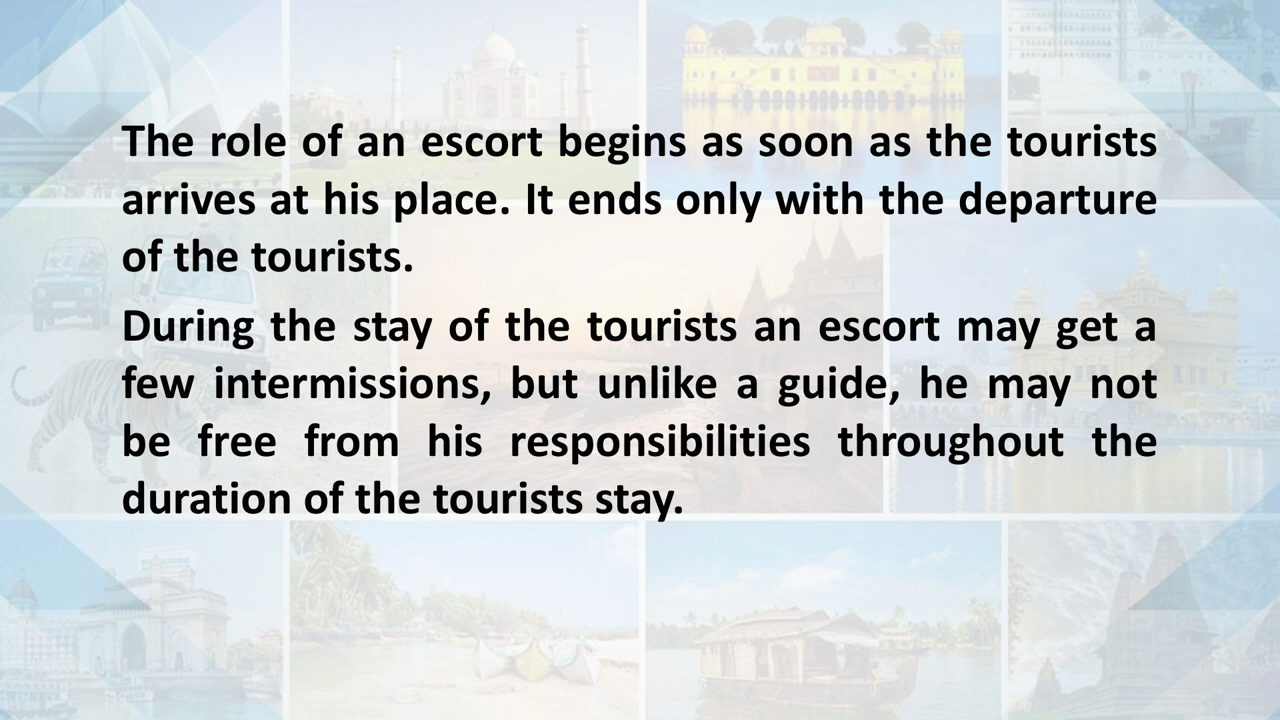 The role of an escort begins as soon as the tourists
arrives at his place. It ends only with the departure
of the tourists.
During the stay of the tourists an escort may get a
few intermissions, but unlike a guide, he may not
be free from his responsibilities throughout the
duration of the tourists stay.